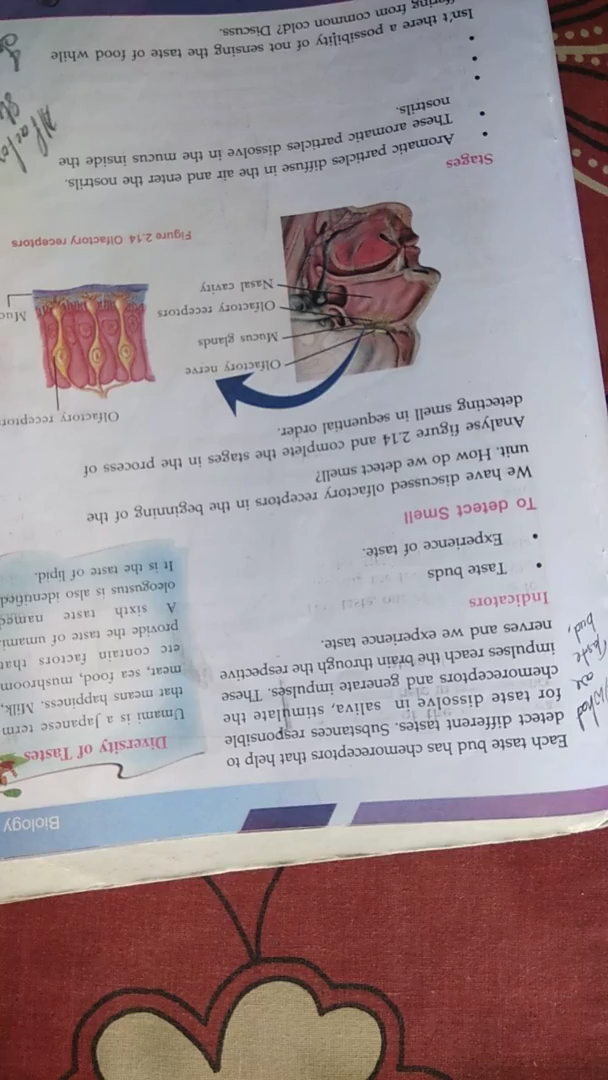 Biology
Each taste bud has chemoreceptors that help to
detect different tastes. Substances responsible
for taste dissolve in saliva, stimulate the
chemoreceptors and generate impulses. These
impulses reach the brain through the respective
nerves and we experience taste.
Indicators
• Taste buds
• Experience of taste.
Diversity of Tastes
Umami is a Japanese term
that means happiness. Milk,
meat, sea food, mushroom
etc contain factors that
provide the taste of umami.
A sixth taste named
oleogustus is also identified
It is the taste of lipid.
To detect Smell
We have discussed olfactory receptors in the beginning of the
unit. How do we detect smell?
Analyse figure 2.14 and complete the stages in the process of
detecting smell in sequential order.
Olfactory nerve
Mucus glands
Olfactory receptors
Nasal cavity
Olfactory receptor
Muc
Figure 2.14 Olfactory receptors
Stages
• Aromatic particles diffuse in the air and enter the nostrils.
• These aromatic particles dissolve in the mucus inside the
nostrils.
•
•
•
Isn't there a possibility of not sensing the taste of food while
from common cold? Discuss.